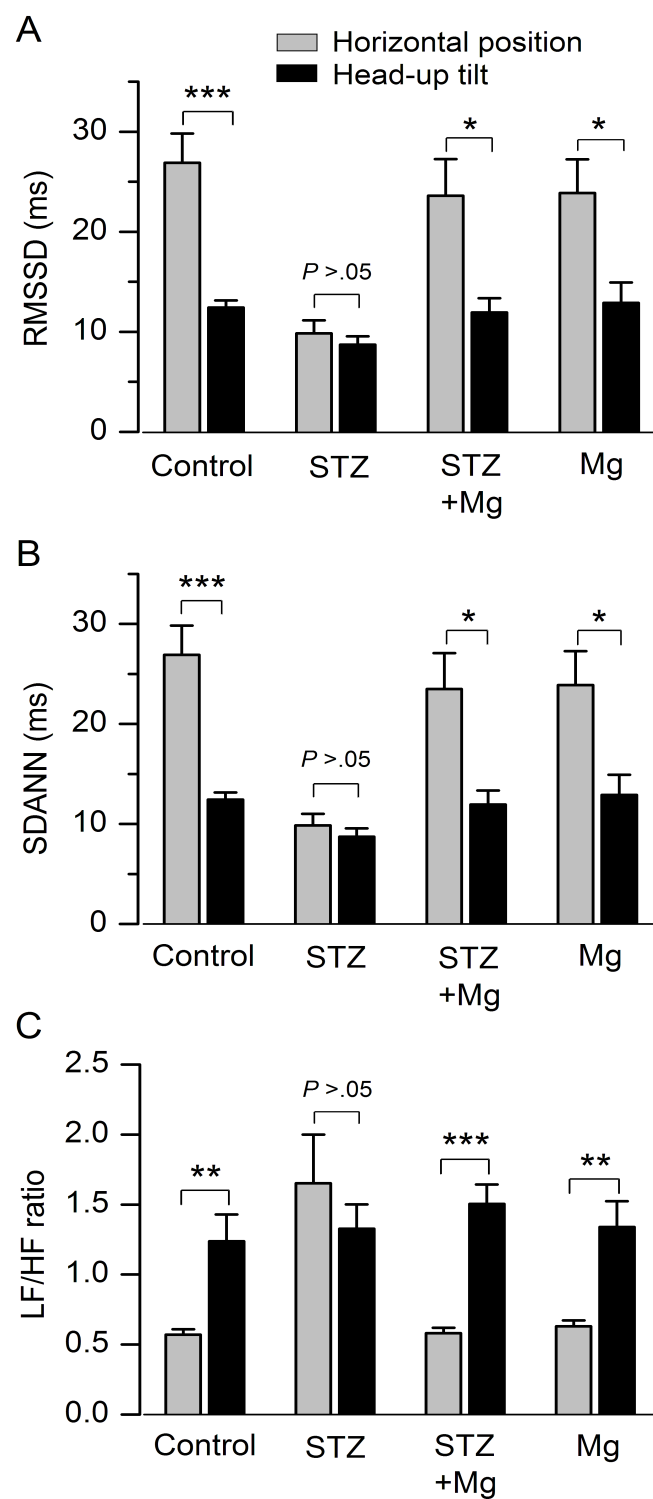 A
Horizontal position
Head-up tilt
RMSSD (ms)
30
20
10
0
***
P >.05
*
*
Control
STZ
STZ
+Mg
Mg
B
SDANN (ms)
30
20
10
0
***
P >.05
*
*
Control
STZ
STZ
+Mg
Mg
C
LF/HF ratio
2.5
2.0
1.5
1.0
0.5
0.0
**
P >.05
***
**
Control
STZ
STZ
+Mg
Mg